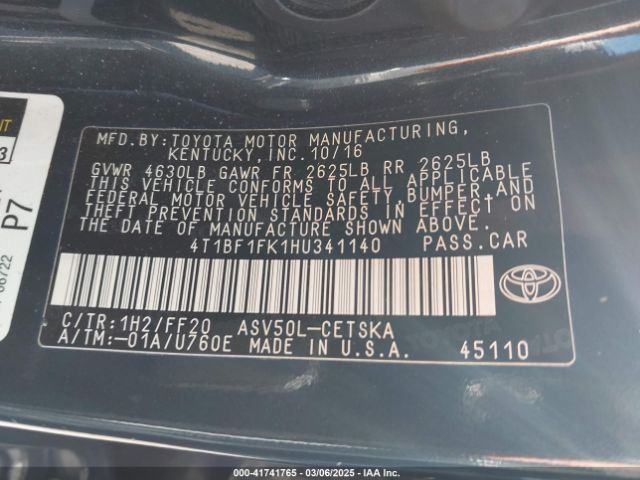 MFD.BY:TOYOTA MOTOR MANUFACTURING,
KENTUCKY,INC.10/16
GVWR 4630LB GAWR FR 2625LB RR 2625LB
THIS VEHICLE CONFORMS TO ALL APPLICABLE
FEDERAL MOTOR VEHICLE SAFETY,BUMPER,AND
THEFT PREVENTION STANDARDS IN EFFECT ON
THE DATE OF MANUFACTURE SHOWN ABOVE.
4T1BF1FK1HU341140 PASS.CAR
C/TR:1H2/FF20 ASV50L-CETSKA
A/TM:-01A/U760E MADE IN U.S.A. 45110
TOYOTA
P7
000-41741765 - 03/06/2025 - IAA Inc.